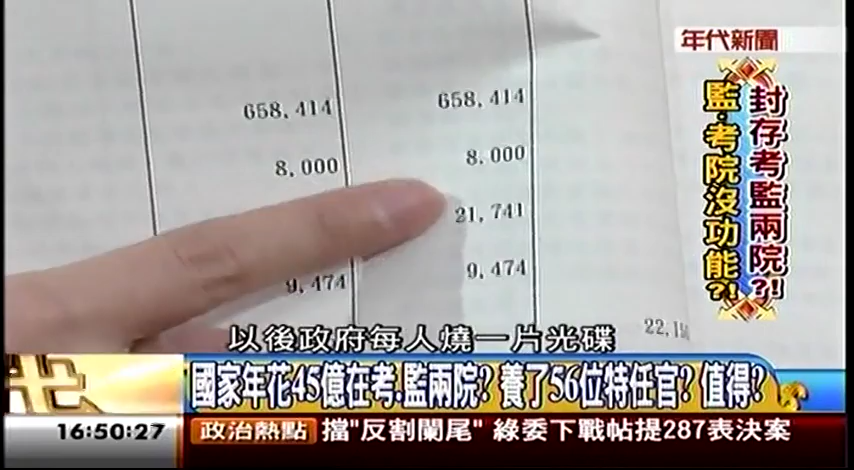 年代新聞
封存考監兩院?!
監.考院沒功能?!
658,414 658,414
8,000 8,000
21,741
9,474 9,474
以後政府每人燒一片光碟
國家年花45億在考.監兩院? 養了56位特任官? 值得?
16:50:27 政治熱點 擋"反割闌尾" 綠委下戰帖提287表決案